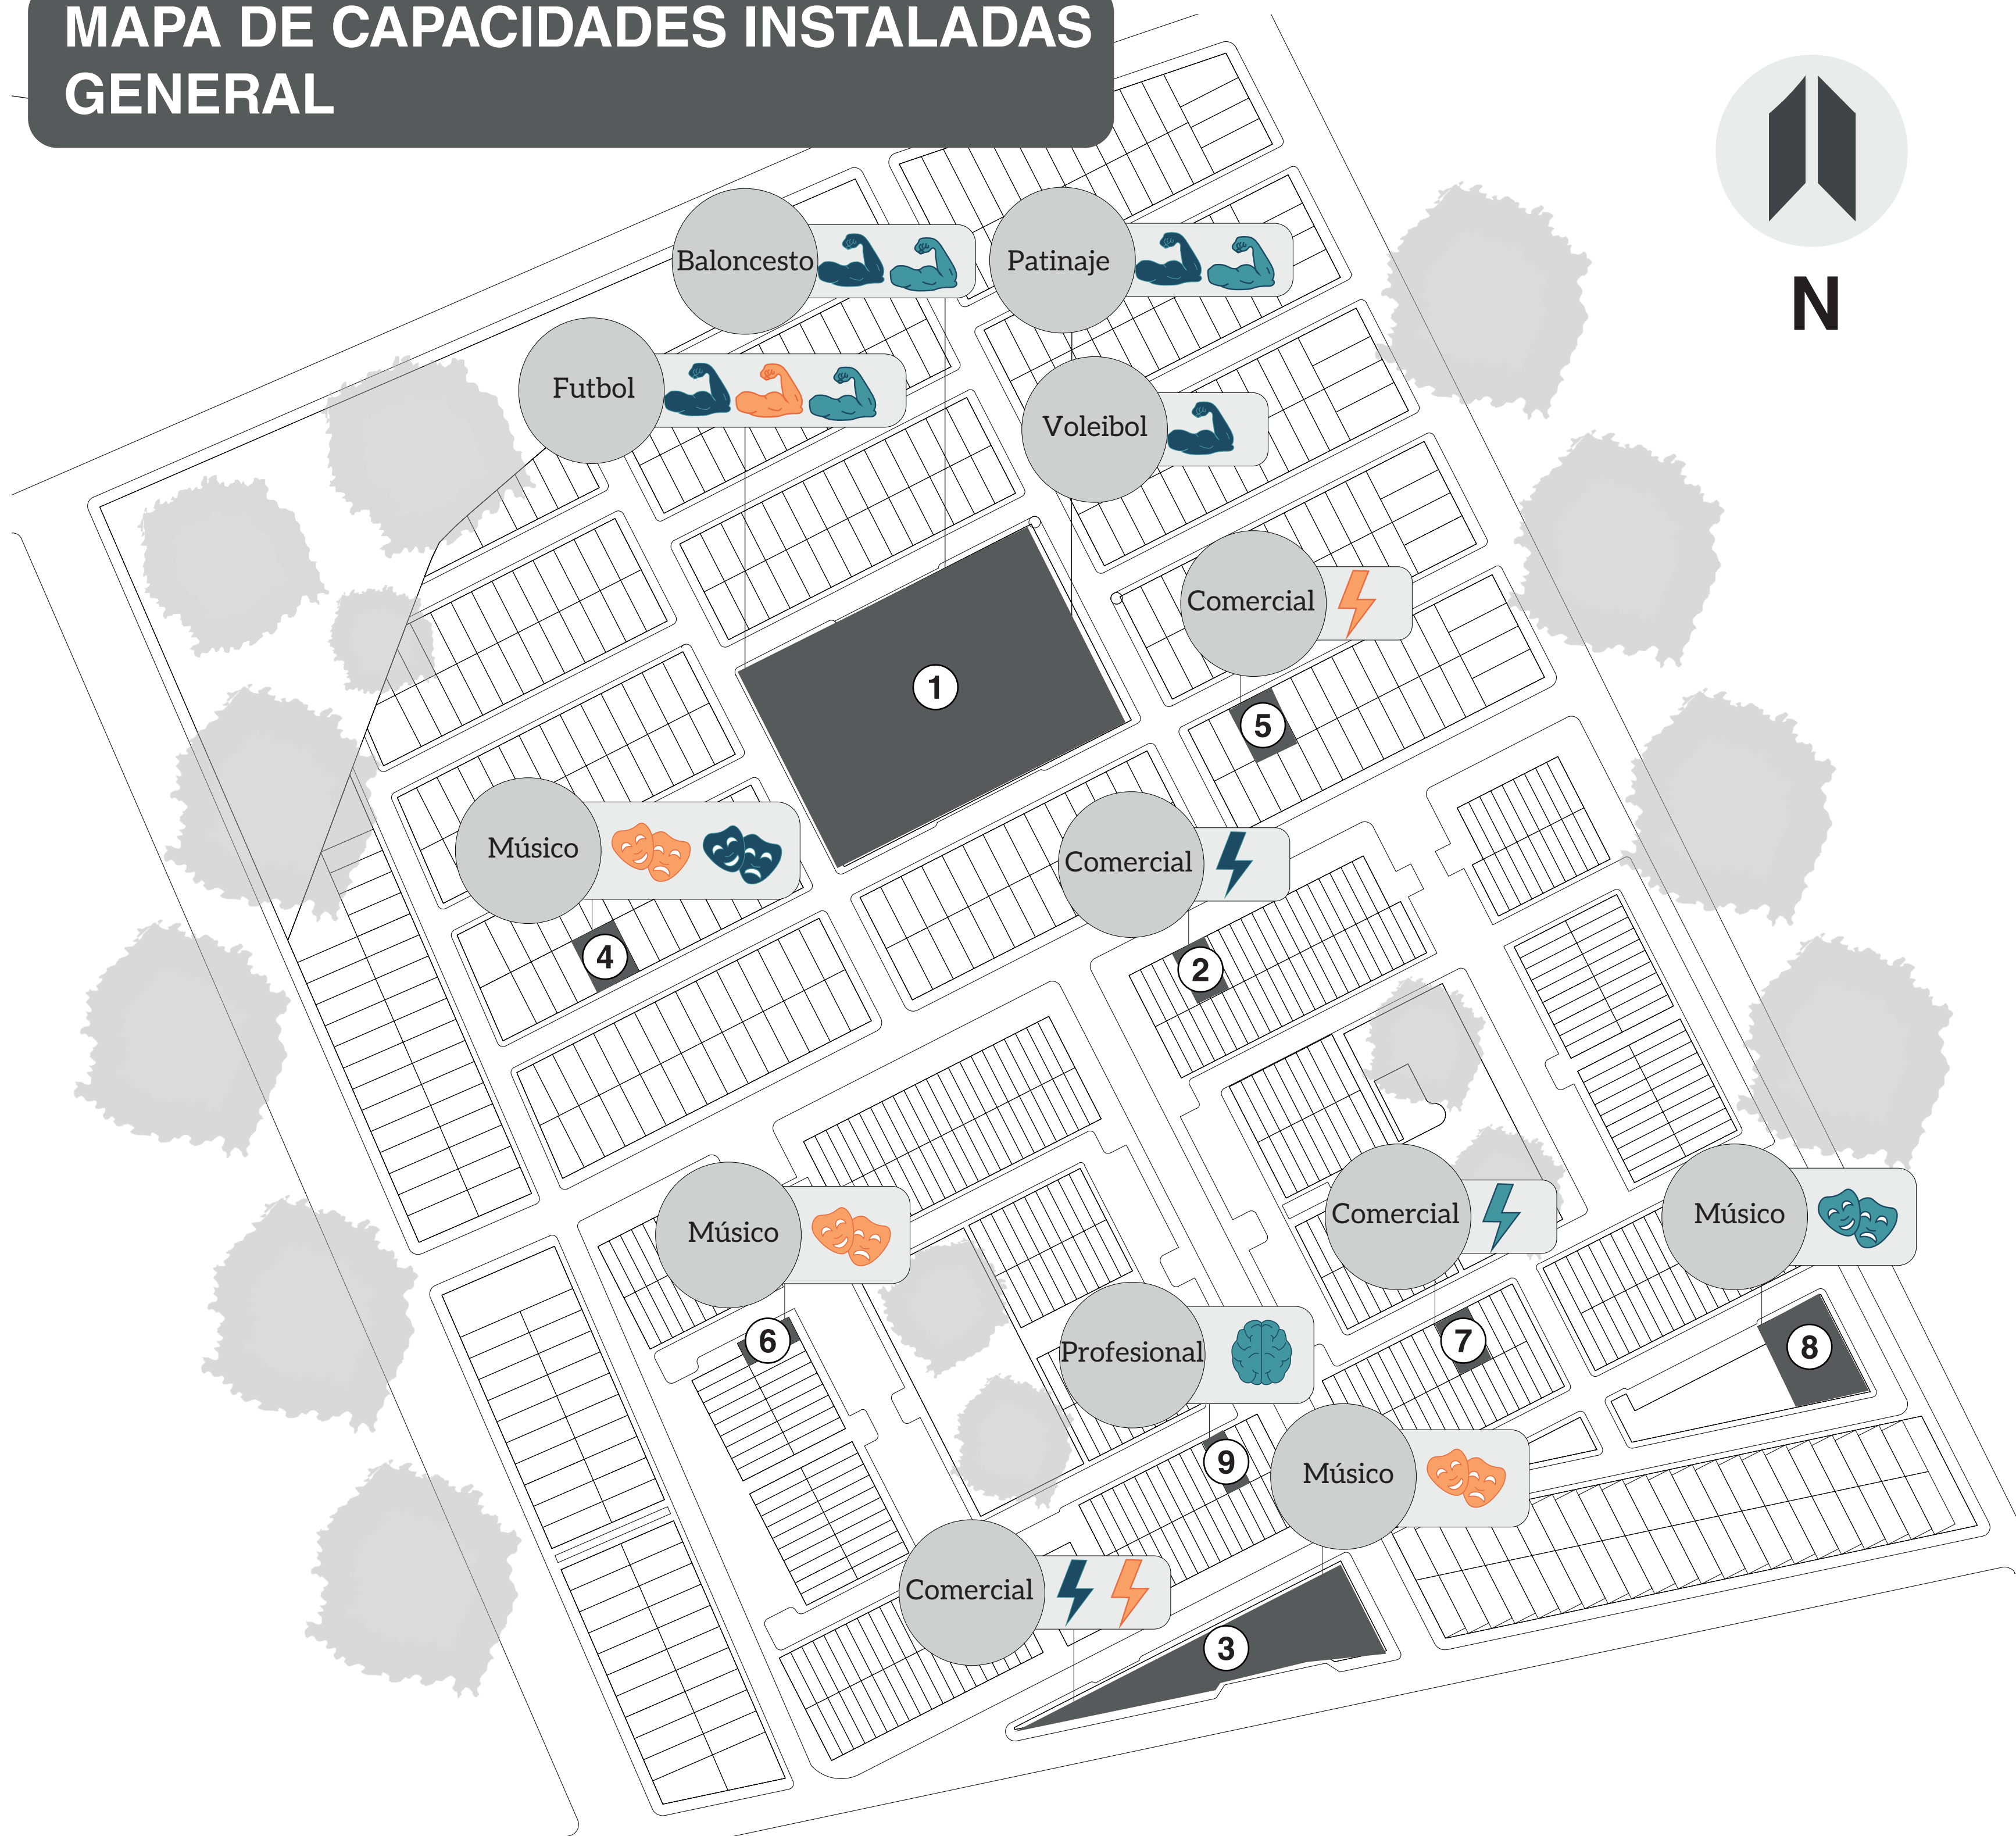 MAPA DE CAPACIDADES INSTALADAS
GENERAL
N
Baloncesto
Patinaje
Futbol
Voleibol
Comercial
1
5
Músico
Comercial
4
2
Músico
Comercial
Músico
6
Profesional
7
8
9
Músico
Comercial
3